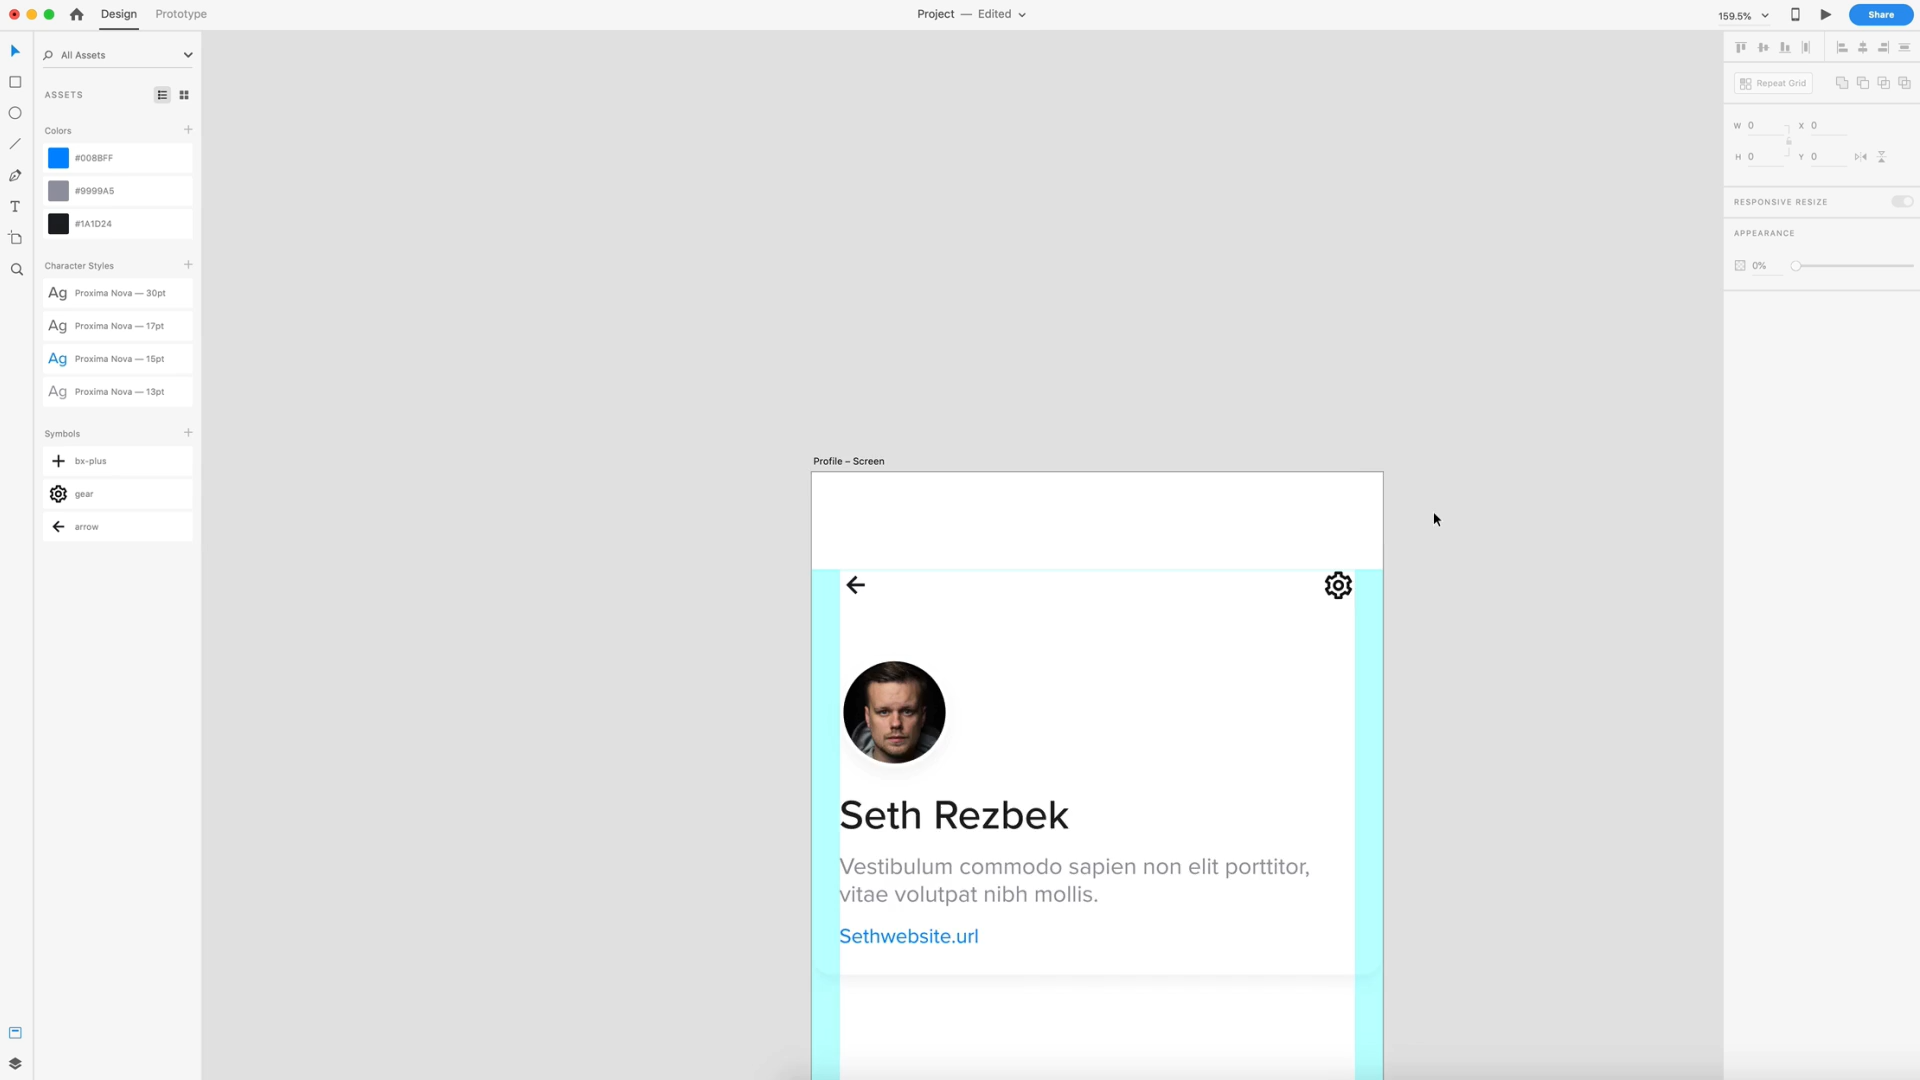 Design
Prototype
Project — Edited
159.5%
Share
All Assets
ASSETS
Colors
#008BFF
#9999A5
#1A1D24
Character Styles
Ag Proxima Nova — 30pt
Ag Proxima Nova — 17pt
Ag Proxima Nova — 15pt
Ag Proxima Nova — 13pt
Symbols
bx-plus
gear
arrow
Profile – Screen
Seth Rezbek
Vestibulum commodo sapien non elit porttitor,
vitae volutpat nibh mollis.
Sethwebsite.url
Repeat Grid
W 0 X 0
H 0 Y 0
RESPONSIVE RESIZE
APPEARANCE
0%